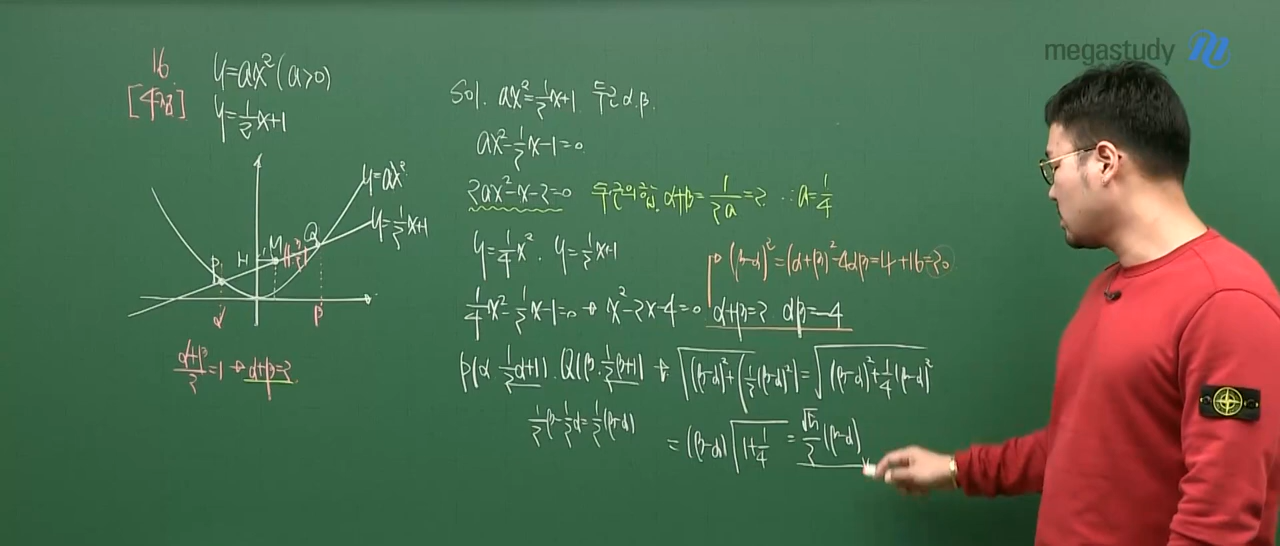 megastudy
16
[4점]
y=ax²(a>0)
y=½x+1
y=ax²
y=½x+1
P
H
1
M
Q
α
β
(α+β)/2=1 → α+β=2
Sol. ax²=½x+1 두근 α.β.
ax²-½x-1=0.
2ax²-x-2=0 두근의 합. α+β=1/2a=2 ∴a=¼
y=¼x². y=½x+1
(β-α)²=(α+β)²-4αβ=4+16=20
¼x²-½x-1=0 → x²-2x-4=0 α+β=2 αβ=-4
P(α. ½α+1). Q(β. ½β+1) → √((β-α)²+(½(β-α))²)=√((β-α)²+¼(β-α)²)
½β-½α=½(β-α)
=(β-α)√(1+¼) = √5/2(β-α)